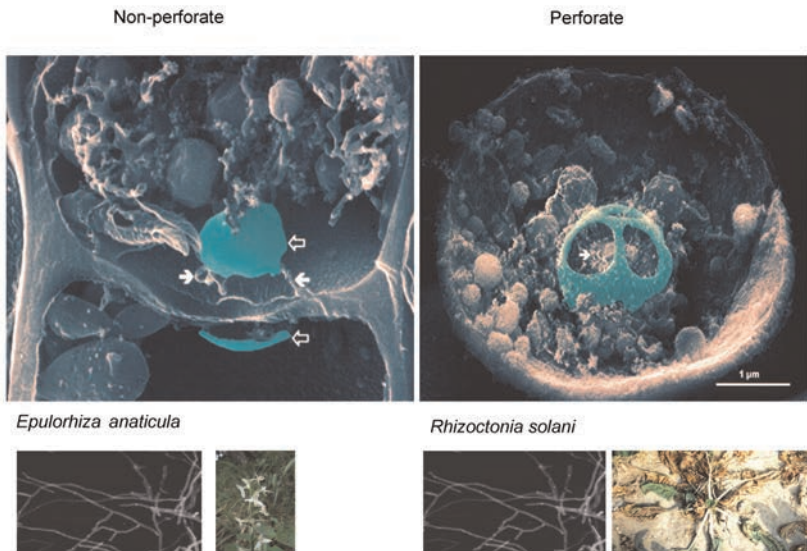 Non-perforate
Perforate
1 µm
Epulorhiza anaticula
Rhizoctonia solani